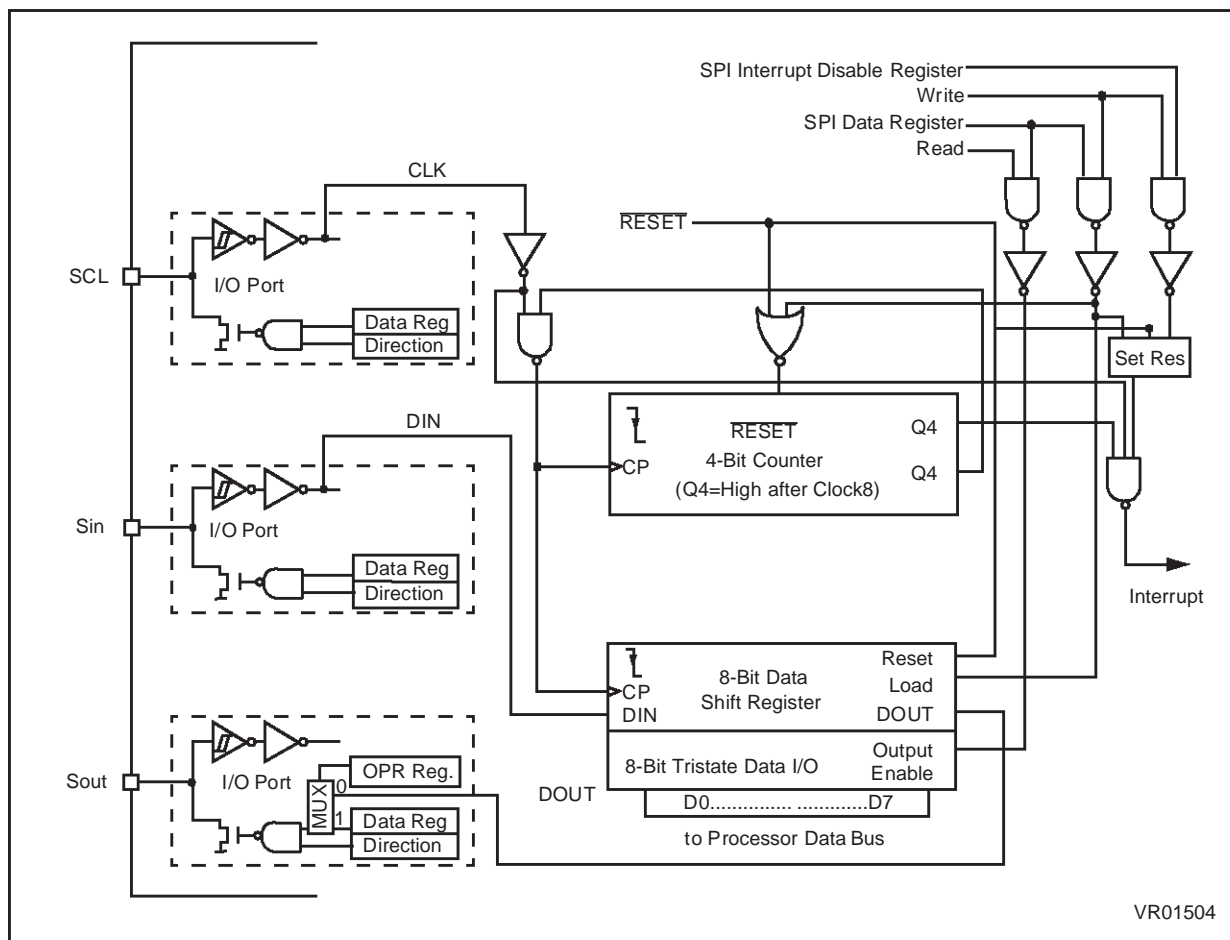 SPI Interrupt Disable Register
Write
SPI Data Register
Read
CLK
RESET
SCL
I/O Port
Data Reg
Direction
Set Res
DIN
RESET
4-Bit Counter
(Q4=High after Clock8)
CP
Q4
Q4
Sin
I/O Port
Data Reg
Direction
Interrupt
CP
DIN
8-Bit Data
Shift Register
Reset
Load
DOUT
8-Bit Tristate Data I/O
Output
Enable
Sout
I/O Port
OPR Reg.
MUX
0
1
Data Reg
Direction
DOUT
D0............... .............D7
to Processor Data Bus
VR01504